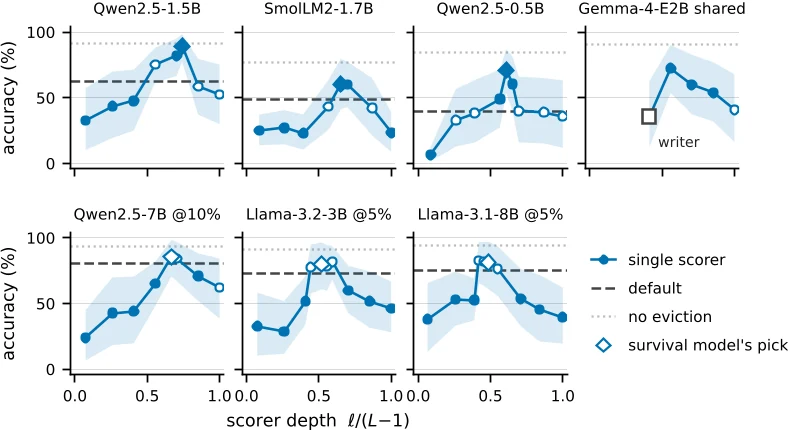 Qwen2.5-1.5B
SmolLM2-1.7B
Qwen2.5-0.5B
Gemma-4-E2B shared
100
50
0
accuracy (%)
writer
Qwen2.5-7B @10%
Llama-3.2-3B @5%
Llama-3.1-8B @5%
100
50
0
accuracy (%)
0.0
0.5
1.0
0.0
0.5
1.0
0.0
0.5
1.0
scorer depth ℓ/(L−1)
single scorer
default
no eviction
survival model's pick